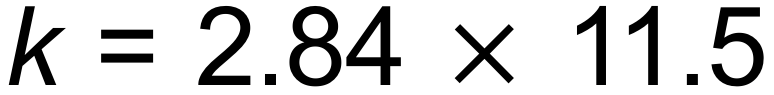 k = 2.84 × 11.5